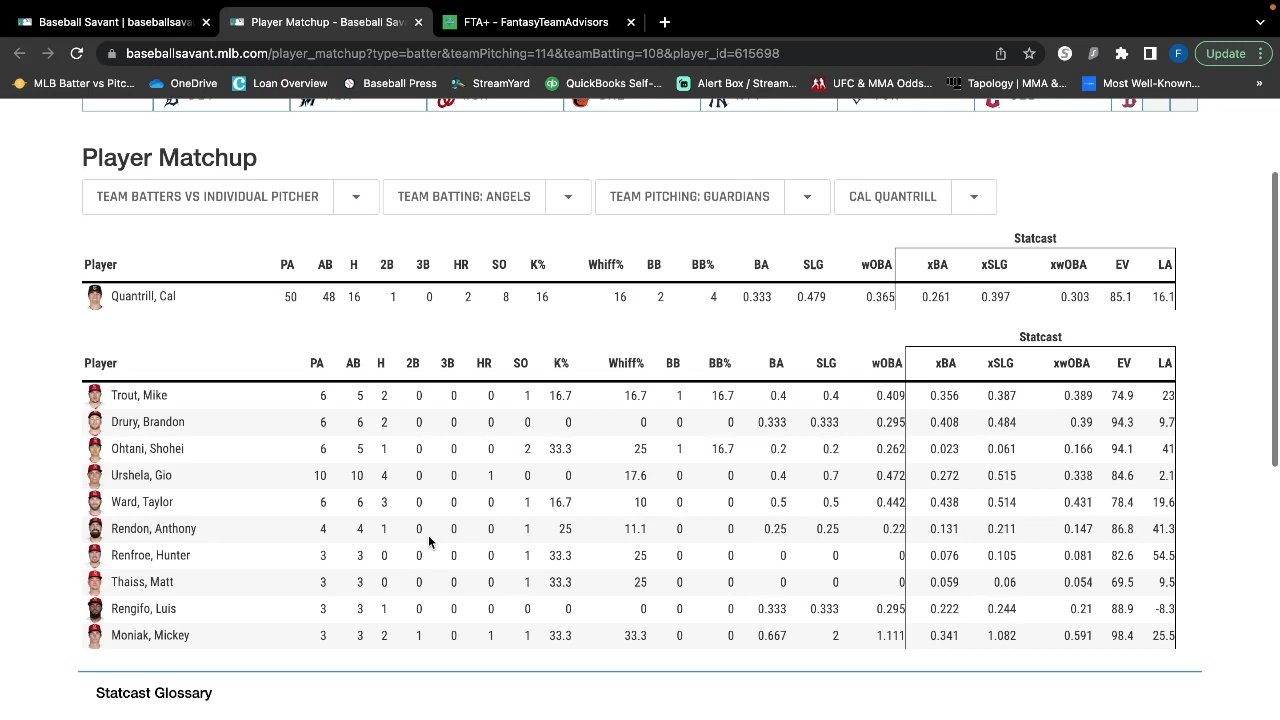 Baseball Savant | baseballsavan
Player Matchup - Baseball Sava
FTA+ - FantasyTeamAdvisors
baseballsavant.mlb.com/player_matchup?type=batter&teamPitching=114&teamBatting=108&player_id=615698
S
F
Update
MLB Batter vs Pitc...
OneDrive
Loan Overview
Baseball Press
StreamYard
QuickBooks Self-...
Alert Box / Stream...
UFC & MMA Odds...
Tapology | MMA &...
Most Well-Known...
»
Player Matchup
TEAM BATTERS VS INDIVIDUAL PITCHER
TEAM BATTING: ANGELS
TEAM PITCHING: GUARDIANS
CAL QUANTRILL
Statcast
Player PA AB H 2B 3B HR SO K% Whiff% BB BB% BA SLG wOBA xBA xSLG xwOBA EV LA
Quantrill, Cal 50 48 16 1 0 2 8 16 16 2 4 0.333 0.479 0.365 0.261 0.397 0.303 85.1 16.1
Statcast
Player PA AB H 2B 3B HR SO K% Whiff% BB BB% BA SLG wOBA xBA xSLG xwOBA EV LA
Trout, Mike 6 5 2 0 0 0 1 16.7 16.7 1 16.7 0.4 0.4 0.409 0.356 0.387 0.389 74.9 23
Drury, Brandon 6 6 2 0 0 0 0 0 0 0 0 0.333 0.333 0.295 0.408 0.484 0.39 94.3 9.7
Ohtani, Shohei 6 5 1 0 0 0 2 33.3 25 1 16.7 0.2 0.2 0.262 0.023 0.061 0.166 94.1 41
Urshela, Gio 10 10 4 0 0 1 0 0 17.6 0 0 0.4 0.7 0.472 0.272 0.515 0.338 84.6 2.1
Ward, Taylor 6 6 3 0 0 0 1 16.7 10 0 0 0.5 0.5 0.442 0.438 0.514 0.431 78.4 19.6
Rendon, Anthony 4 4 1 0 0 0 1 25 11.1 0 0 0.25 0.25 0.22 0.131 0.211 0.147 86.8 41.3
Renfroe, Hunter 3 3 0 0 0 0 1 33.3 25 0 0 0 0 0 0.076 0.105 0.081 82.6 54.5
Thaiss, Matt 3 3 0 0 0 0 1 33.3 25 0 0 0 0 0 0.059 0.06 0.054 69.5 9.5
Rengifo, Luis 3 3 1 0 0 0 0 0 0 0 0 0.333 0.333 0.295 0.222 0.244 0.21 88.9 -8.3
Moniak, Mickey 3 3 2 1 0 1 1 33.3 33.3 0 0 0.667 2 1.111 0.341 1.082 0.591 98.4 25.5
Statcast Glossary